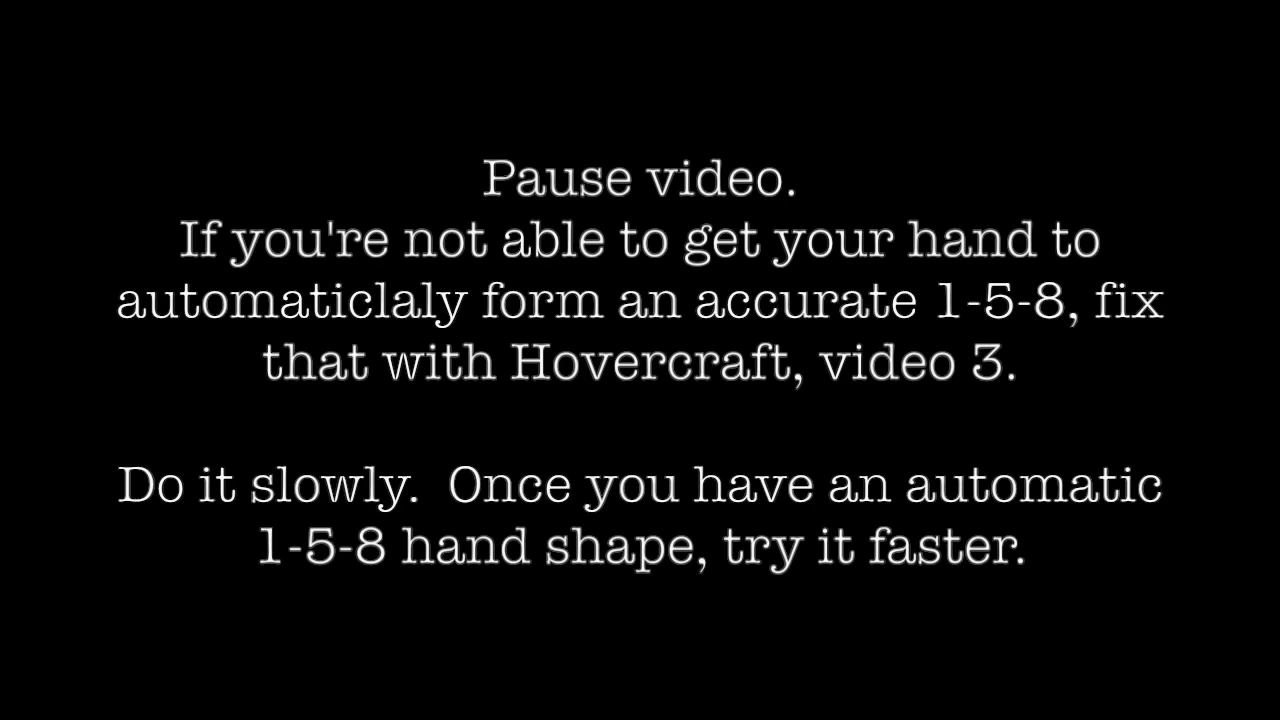 Pause video.
If you're not able to get your hand to
automaticlaly form an accurate 1-5-8, fix
that with Hovercraft, video 3.
Do it slowly.  Once you have an automatic
1-5-8 hand shape, try it faster.